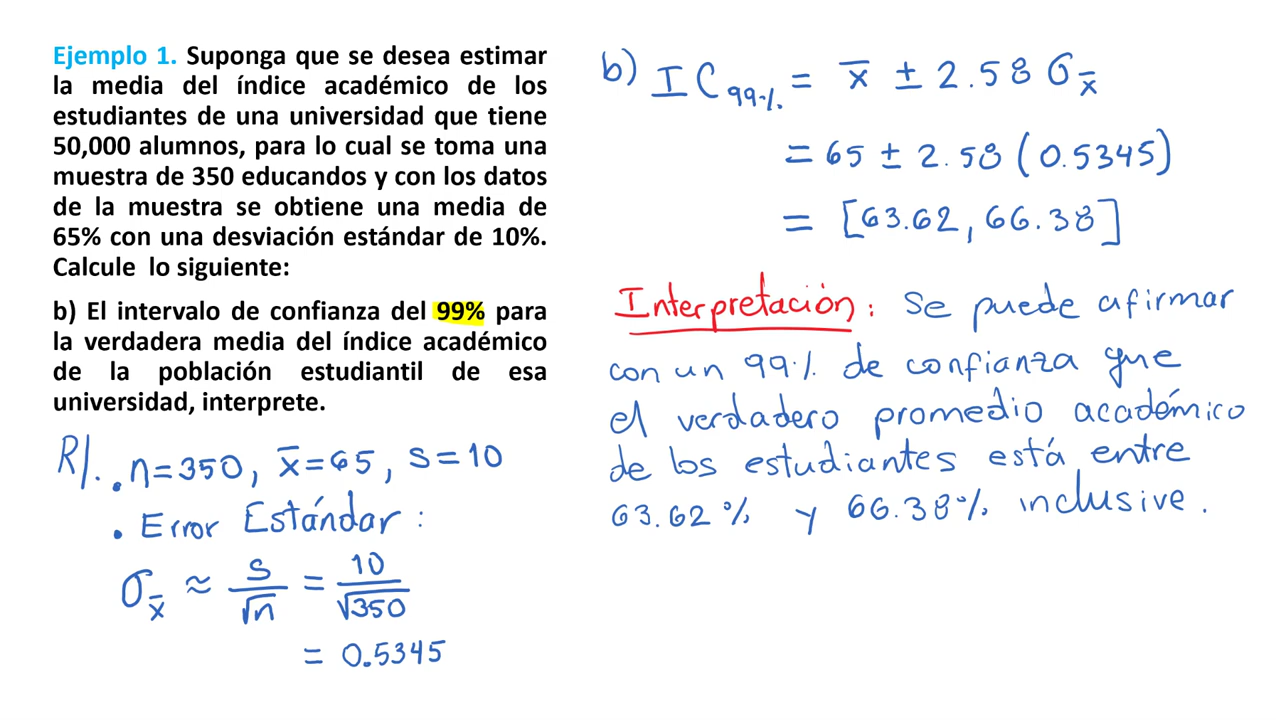 Ejemplo 1. Suponga que se desea estimar
la media del índice académico de los
estudiantes de una universidad que tiene
50,000 alumnos, para lo cual se toma una
muestra de 350 educandos y con los datos
de la muestra se obtiene una media de
65% con una desviación estándar de 10%.
Calcule lo siguiente:
b) El intervalo de confianza del 99% para
la verdadera media del índice académico
de la población estudiantil de esa
universidad, interprete.
R/. • n=350, x̅=65, s=10
• Error Estándar:
σx̅ ≈ s/√n = 10/√350
= 0.5345
b) IC99% = x̅ ± 2.58 σx̅
= 65 ± 2.58 (0.5345)
= [63.62, 66.38]
Interpretación: Se puede afirmar
con un 99% de confianza que
el verdadero promedio académico
de los estudiantes está entre
63.62% y 66.38% inclusive.